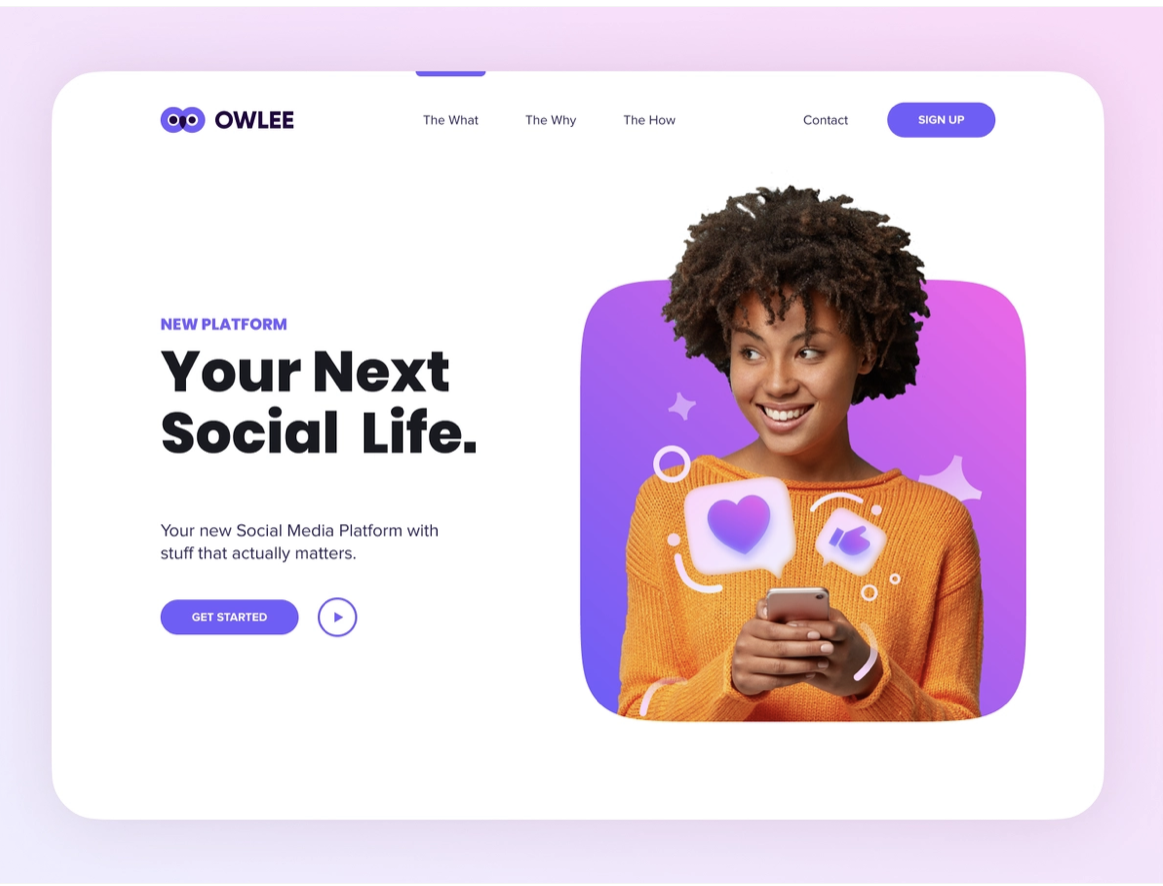 OWLEE
The What
The Why
The How
Contact
SIGN UP
NEW PLATFORM
Your Next
Social Life.
Your new Social Media Platform with
stuff that actually matters.
GET STARTED